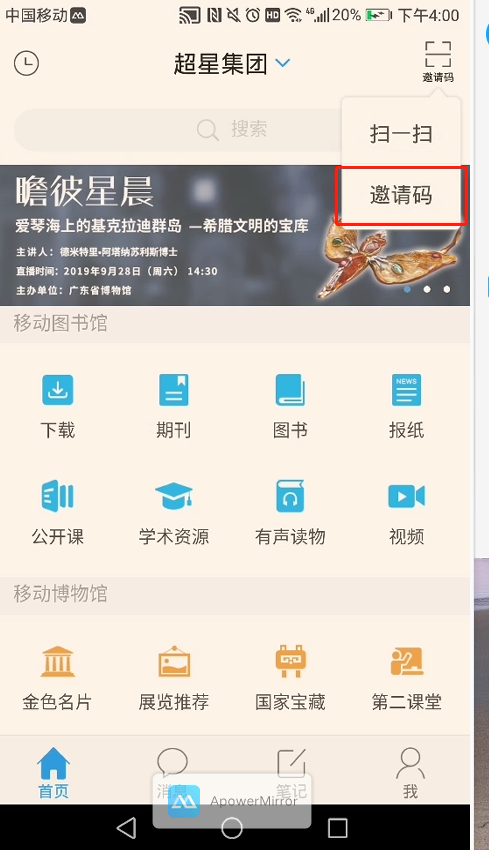 中国移动
HD 4G 20% 下午4:00
超星集团
邀请码
搜索
扫一扫
邀请码
瞻彼星晨
爱琴海上的基克拉迪群岛 —希腊文明的宝库
主讲人：德米特里·阿塔纳苏利斯博士
直播时间：2019年9月28日（周六） 14:30
主办单位：广东省博物馆
移动图书馆
NEWS
下载 期刊 图书 报纸
公开课 学术资源 有声读物 视频
移动博物馆
金色名片 展览推荐 国家宝藏 第二课堂
首页 消息 笔记 我
ApowerMirror